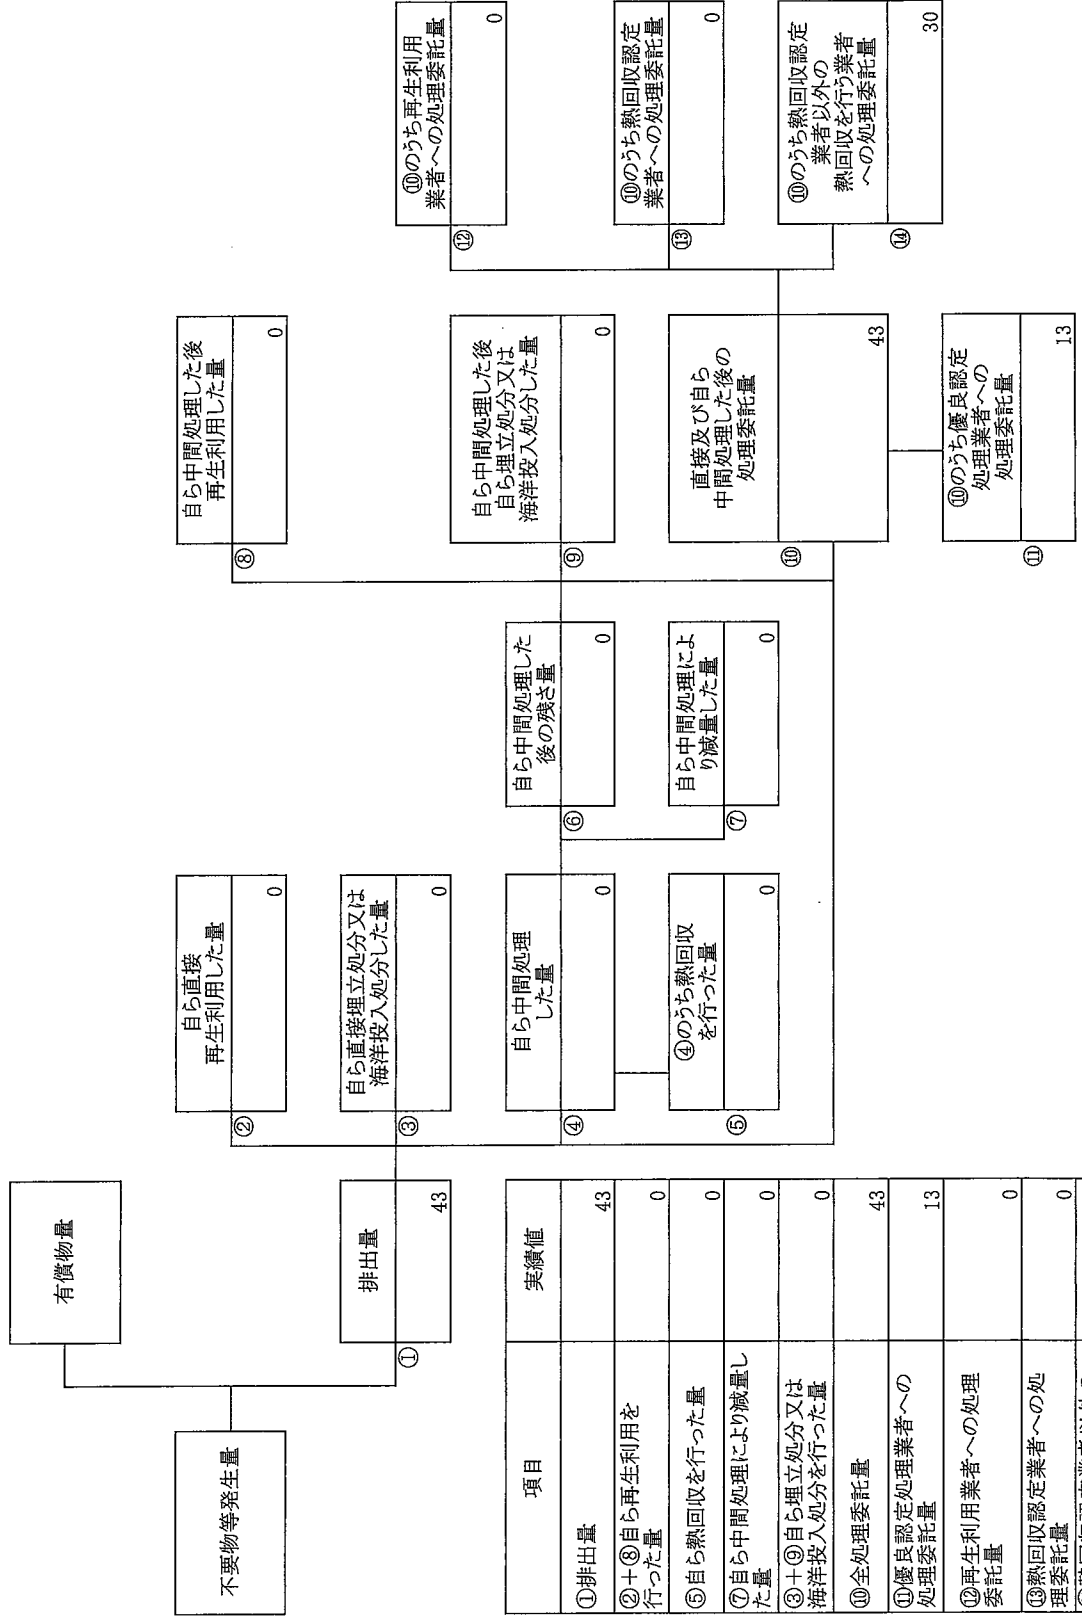 不要物等発生量
有償物量
排出量
①
43
自ら直接
再生利用した量
②
0
自ら直接埋立処分又は
海洋投入処分した量
③
0
自ら中間処理
した量
④
0
④のうち熱回収
を行った量
⑤
0
自ら中間処理した
後の残さ量
⑥
0
自ら中間処理によ
り減量した量
⑦
0
自ら中間処理した後
再生利用した量
⑧
0
自ら中間処理した後
自ら埋立処分又は
海洋投入処分した量
⑨
0
直接及び自ら
中間処理した後の
処理委託量
⑩
43
⑩のうち優良認定
処理業者への
処理委託量
⑪
13
⑩のうち再生利用
業者への処理委託量
⑫
0
⑩のうち熱回収認定
業者への処理委託量
⑬
0
⑩のうち熱回収認定
業者以外の
熱回収を行う業者
への処理委託量
⑭
30
項目 実績値
①排出量 43
②+⑧自ら再生利用を
行った量 0
⑤自ら熱回収を行った量 0
⑦自ら中間処理により減量し
た量 0
③+⑨自ら埋立処分又は
海洋投入処分を行った量 0
⑩全処理委託量 43
⑪優良認定処理業者への
処理委託量 13
⑫再生利用業者への処理
委託量 0
⑬熱回収認定業者への処
理委託量 0